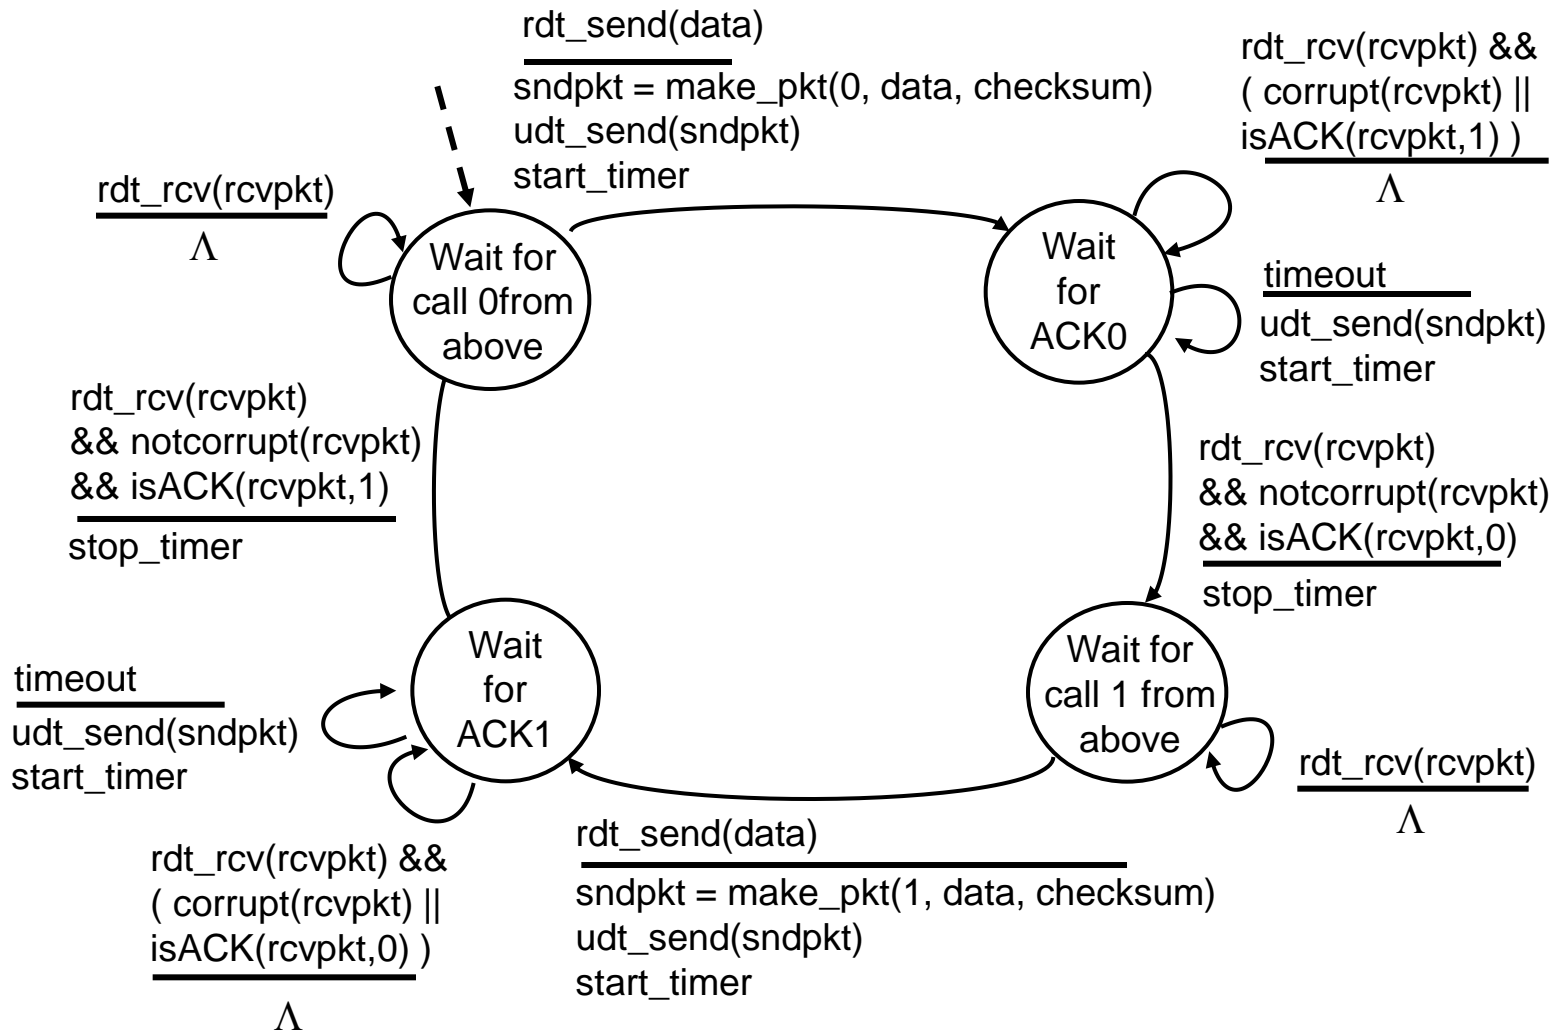 rdt_send(data)
sndpkt = make_pkt(0, data, checksum)
udt_send(sndpkt)
start_timer
rdt_rcv(rcvpkt) &&
( corrupt(rcvpkt) ||
isACK(rcvpkt,1) )
Λ
rdt_rcv(rcvpkt)
Λ
Wait for
call 0from
above
Wait
for
ACK0
timeout
udt_send(sndpkt)
start_timer
rdt_rcv(rcvpkt)
&& notcorrupt(rcvpkt)
&& isACK(rcvpkt,1)
stop_timer
rdt_rcv(rcvpkt)
&& notcorrupt(rcvpkt)
&& isACK(rcvpkt,0)
stop_timer
Wait
for
ACK1
Wait for
call 1 from
above
timeout
udt_send(sndpkt)
start_timer
rdt_rcv(rcvpkt)
Λ
rdt_rcv(rcvpkt) &&
( corrupt(rcvpkt) ||
isACK(rcvpkt,0) )
Λ
rdt_send(data)
sndpkt = make_pkt(1, data, checksum)
udt_send(sndpkt)
start_timer